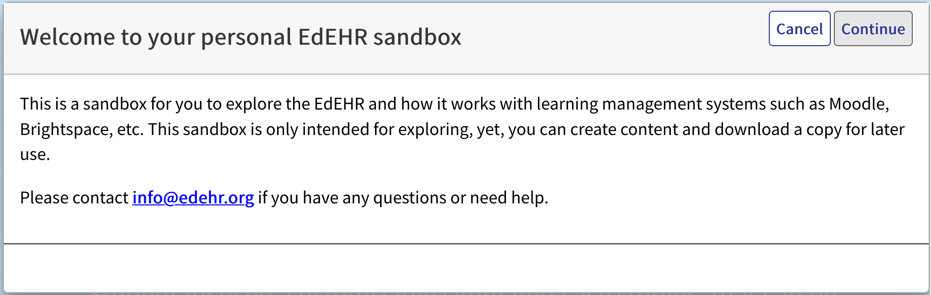 Welcome to your personal EdEHR sandbox
Cancel
Continue
This is a sandbox for you to explore the EdEHR and how it works with learning management systems such as Moodle,
Brightspace, etc. This sandbox is only intended for exploring, yet, you can create content and download a copy for later
use.
Please contact info@edehr.org if you have any questions or need help.